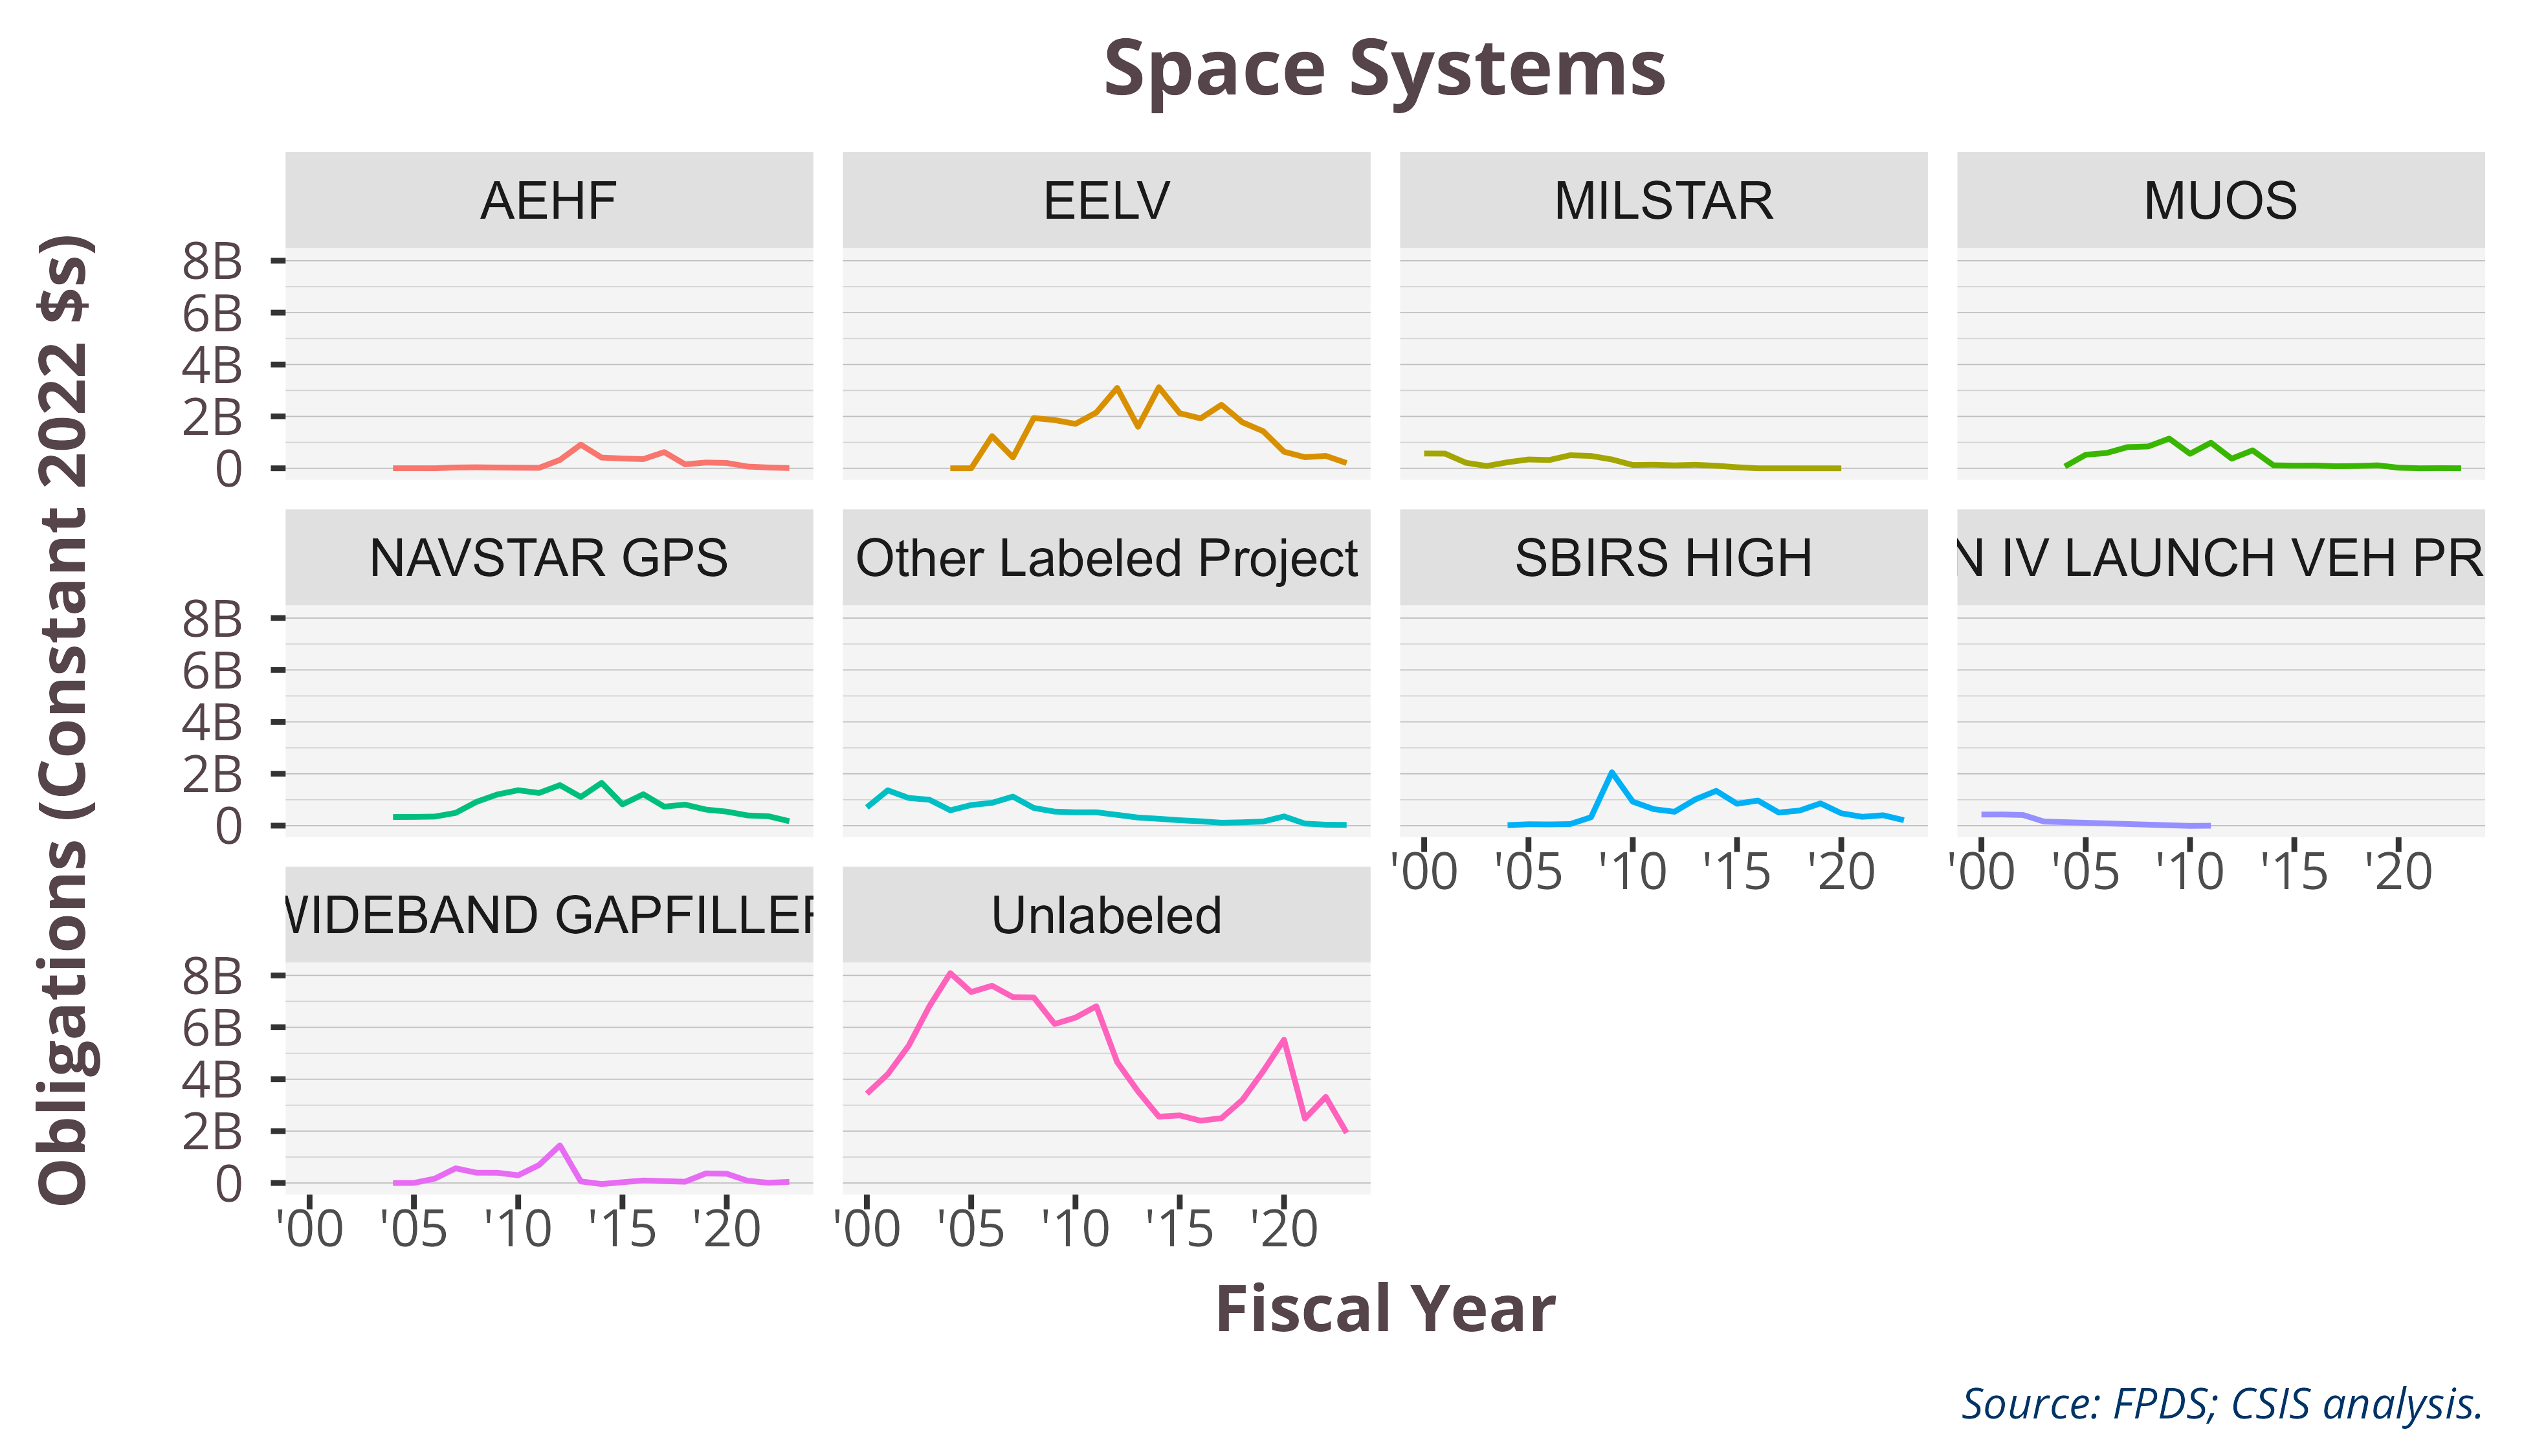 Space Systems
Obligations (Constant 2022 $s)
AEHF
EELV
MILSTAR
MUOS
8B
6B
4B
2B
0
NAVSTAR GPS
Other Labeled Project
SBIRS HIGH
N IV LAUNCH VEH PR
8B
6B
4B
2B
0
'00 '05 '10 '15 '20
'00 '05 '10 '15 '20
WIDEBAND GAPFILLER
Unlabeled
8B
6B
4B
2B
0
'00 '05 '10 '15 '20
'00 '05 '10 '15 '20
Fiscal Year
Source: FPDS; CSIS analysis.